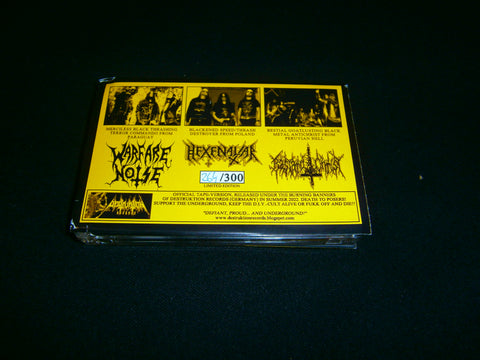 MERCILESS BLACK THRASHING
TERROR COMMANDO FROM
PARAGUAY
BLACKENED SPEED/THRASH
DESTROYER FROM POLAND
BESTIAL GOATLUSTING BLACK
METAL ANTICHRIST FROM
PERUVIAN HELL
WARFARE
NOISE
HEXENALTAR
/300
LIMITED EDITION
OFFICIAL TAPE-VERSION, RELEASED UNDER THE BURNING BANNERS
OF DESTRUKTION RECORDS (GERMANY) IN SUMMER 2022. DEATH TO POSERS!
SUPPORT THE UNDERGROUND, KEEP THE D.I.Y.-CULT ALIVE OR FUKK OFF AND DIE!!
"DEFIANT, PROUD... AND UNDERGROUND!"
www.destruktionrecords.blogspot.com